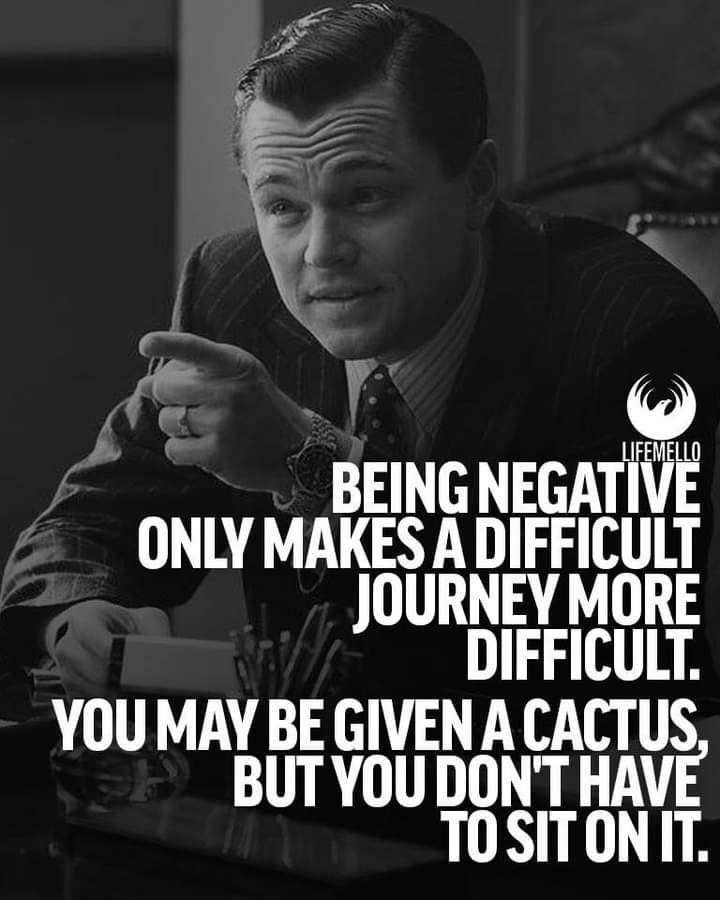 LIFEMELLO
BEING NEGATIVE
ONLY MAKES A DIFFICULT
JOURNEY MORE
DIFFICULT.
YOU MAY BE GIVEN A CACTUS,
BUT YOU DON'T HAVE
TO SIT ON IT.